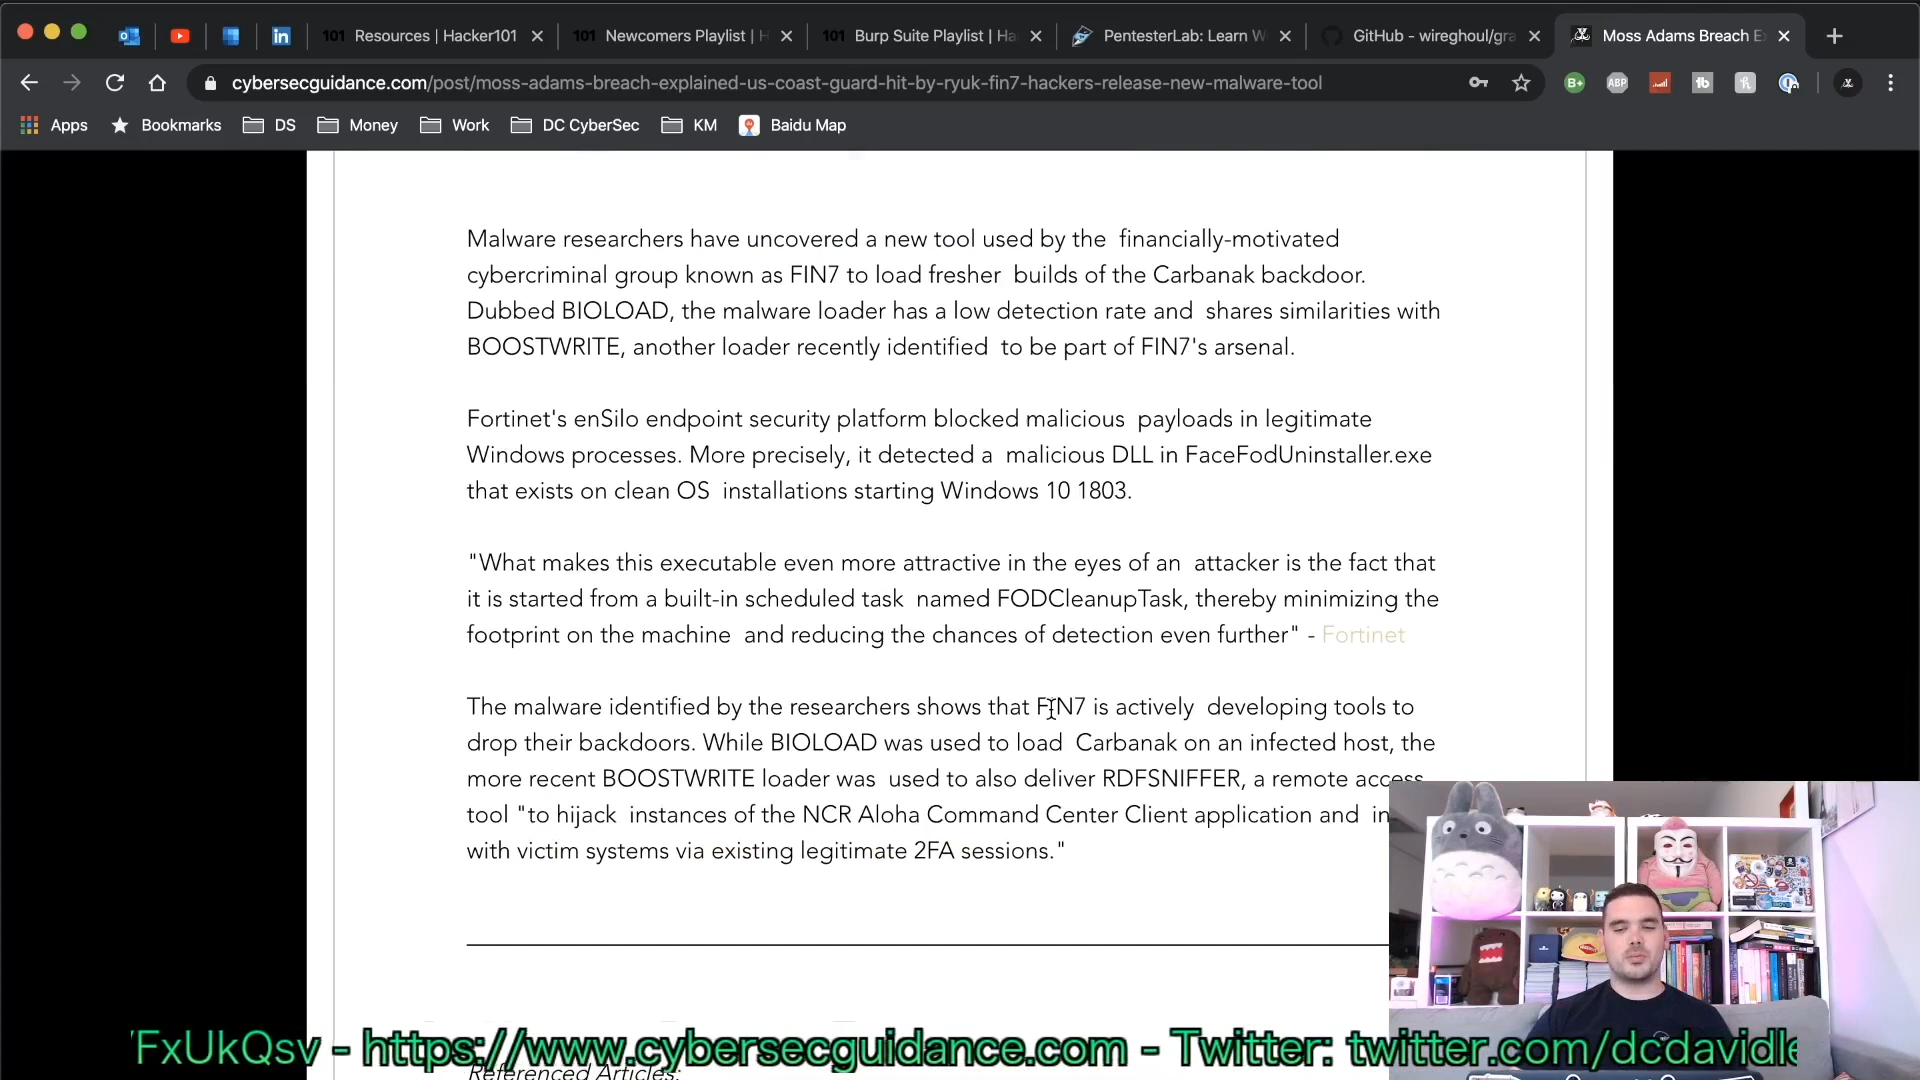 101 Resources | Hacker101
101 Newcomers Playlist | H
101 Burp Suite Playlist | Ha
PentesterLab: Learn W
GitHub - wireghoul/gra
Moss Adams Breach E
cybersecguidance.com/post/moss-adams-breach-explained-us-coast-guard-hit-by-ryuk-fin7-hackers-release-new-malware-tool
Apps Bookmarks DS Money Work DC CyberSec KM Baidu Map
Malware researchers have uncovered a new tool used by the financially-motivated
cybercriminal group known as FIN7 to load fresher builds of the Carbanak backdoor.
Dubbed BIOLOAD, the malware loader has a low detection rate and shares similarities with
BOOSTWRITE, another loader recently identified to be part of FIN7's arsenal.
Fortinet's enSilo endpoint security platform blocked malicious payloads in legitimate
Windows processes. More precisely, it detected a malicious DLL in FaceFodUninstaller.exe
that exists on clean OS installations starting Windows 10 1803.
"What makes this executable even more attractive in the eyes of an attacker is the fact that
it is started from a built-in scheduled task named FODCleanupTask, thereby minimizing the
footprint on the machine and reducing the chances of detection even further" - Fortinet
The malware identified by the researchers shows that FIN7 is actively developing tools to
drop their backdoors. While BIOLOAD was used to load Carbanak on an infected host, the
more recent BOOSTWRITE loader was used to also deliver RDFSNIFFER, a remote access
tool "to hijack instances of the NCR Aloha Command Center Client application and in
with victim systems via existing legitimate 2FA sessions."
FxUkQsv - https://www.cybersecguidance.com - Twitter: twitter.com/dcdavidle
Referenced Articles: